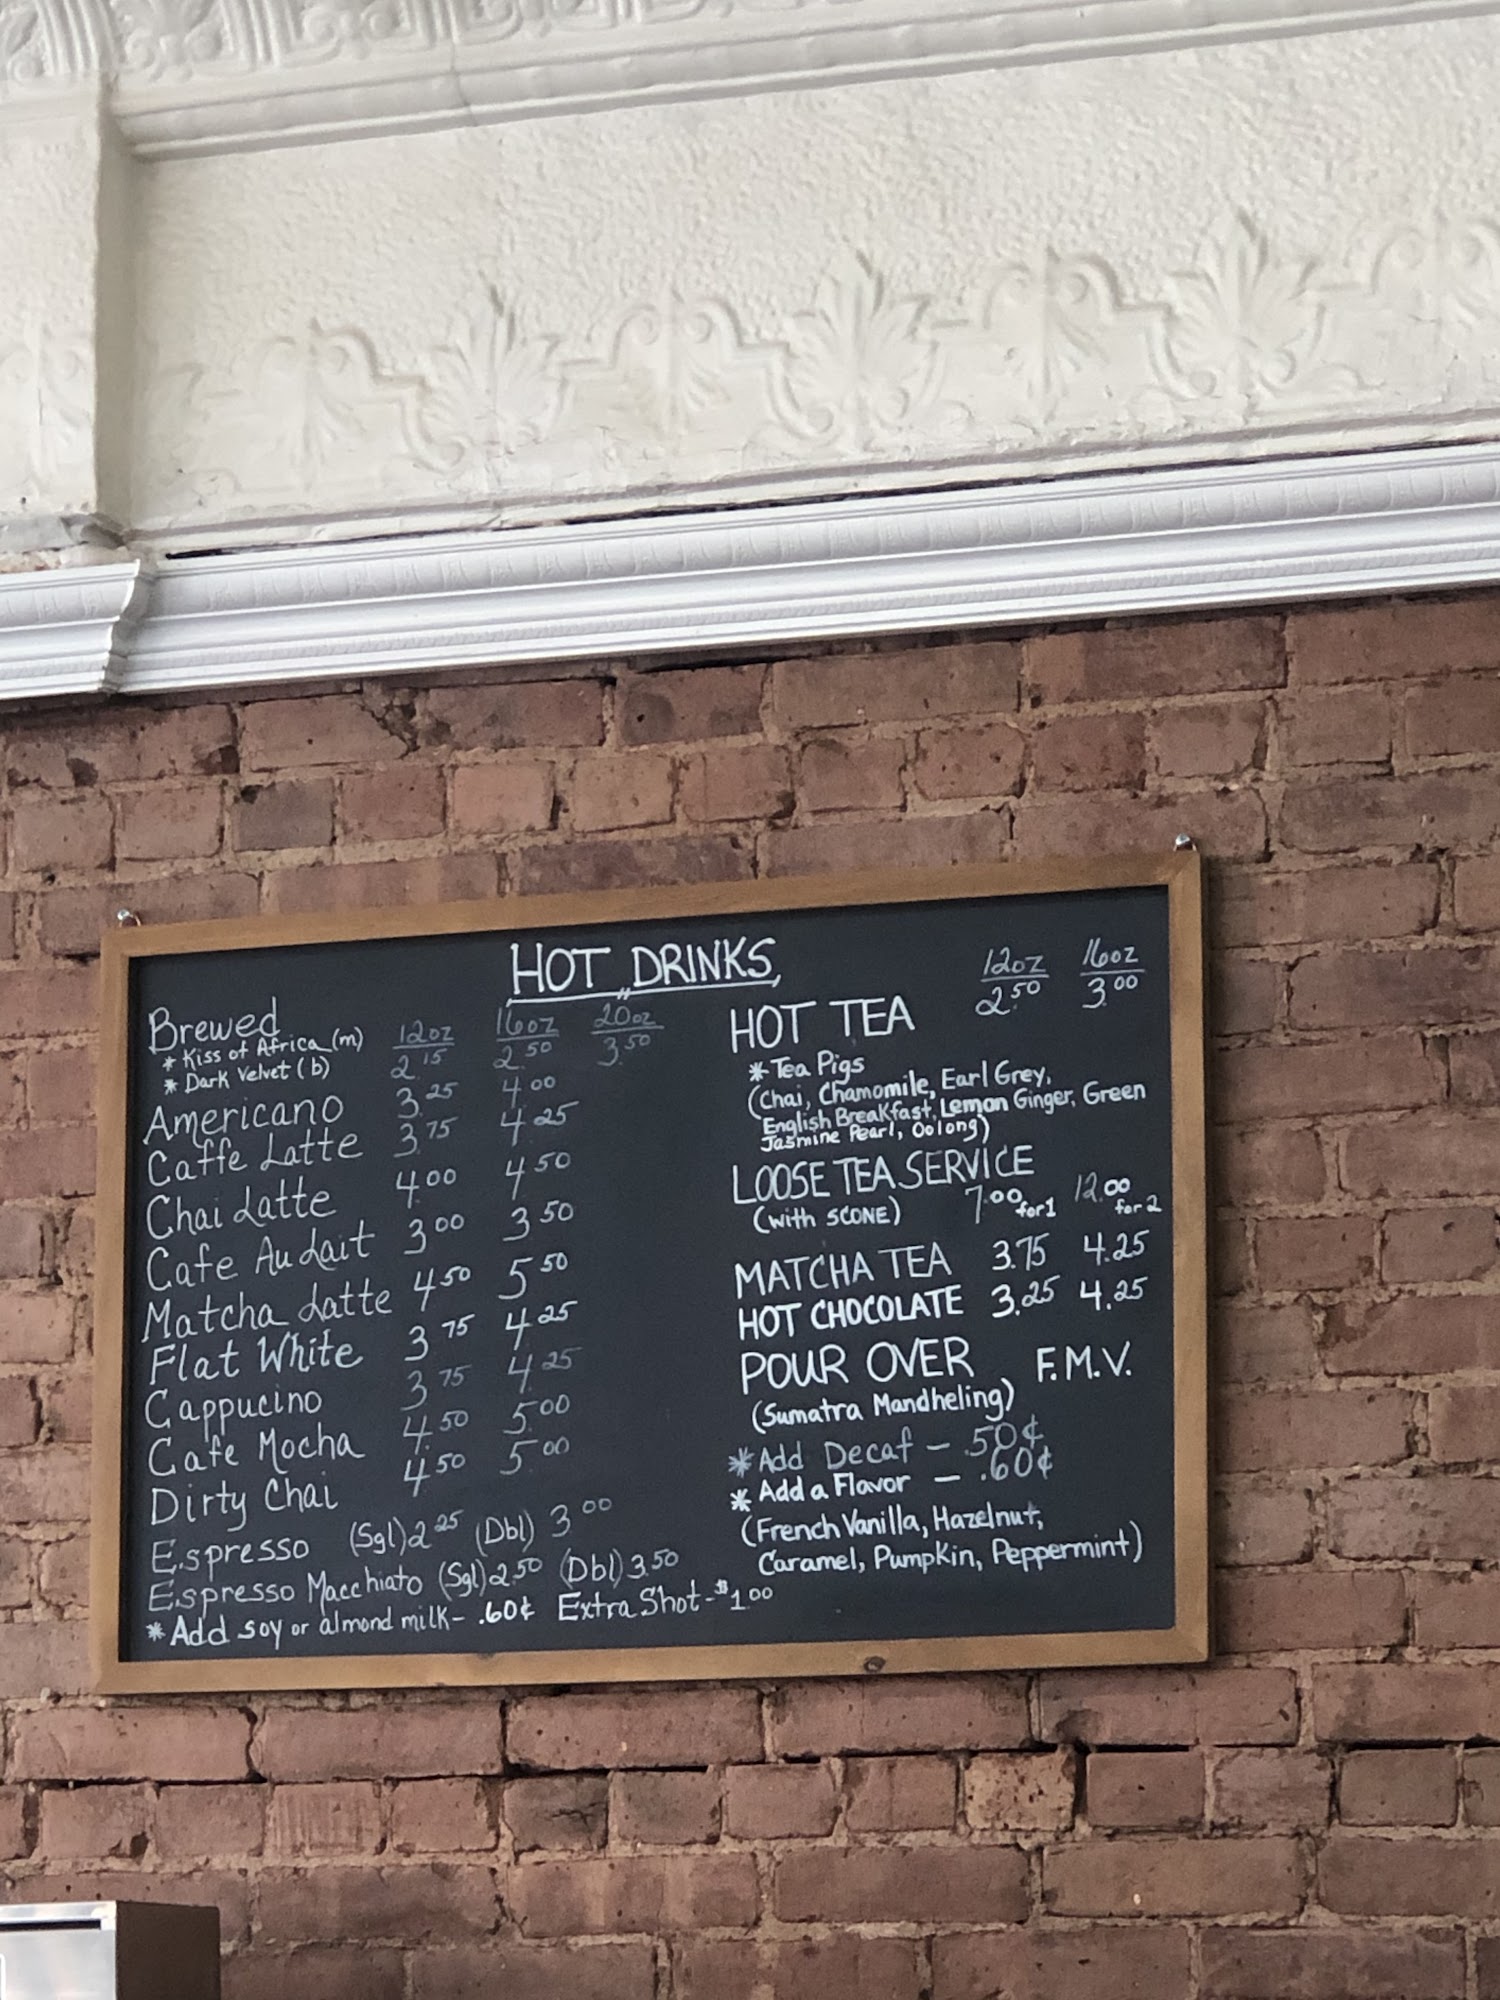 HOT DRINKS
Brewed 12oz 16oz 20oz
* Kiss of Africa (m) 2.15 2.50 3.50
* Dark Velvet (b)
Americano 3.25 4.00
Caffe Latte 3.75 4.25
Chai Latte 4.00 4.50
Cafe Au Lait 3.00 3.50
Matcha Latte 4.50 5.50
Flat White 3.75 4.25
Cappucino 3.75 4.25
Cafe Mocha 4.50 5.00
Dirty Chai 4.50 5.00
Espresso (Sgl) 2.25 (Dbl) 3.00
Espresso Macchiato (Sgl) 2.50 (Dbl) 3.50
* Add soy or almond milk - .60¢ Extra Shot - $1.00
12oz 16oz
HOT TEA 2.50 3.00
* Tea Pigs
(Chai, Chamomile, Earl Grey,
English Breakfast, Lemon Ginger, Green
Jasmine Pearl, Oolong)
LOOSE TEA SERVICE
(with SCONE) 7.00 for 1 12.00 for 2
MATCHA TEA 3.75 4.25
HOT CHOCOLATE 3.25 4.25
POUR OVER F.M.V.
(Sumatra Mandheling)
* Add Decaf - .50¢
* Add a Flavor - .60¢
(French Vanilla, Hazelnut,
Caramel, Pumpkin, Peppermint)